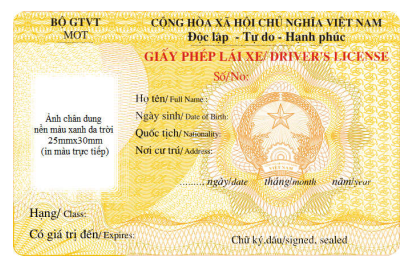 BỘ GTVT
MOT
CỘNG HÒA XÃ HỘI CHỦ NGHĨA VIỆT NAM
Độc lập - Tự do - Hạnh phúc
GIẤY PHÉP LÁI XE/ DRIVER'S LICENSE
Số/No:
Ảnh chân dung
nền màu xanh da trời
25mmx30mm
(in màu trực tiếp)
Họ tên/ Full Name :
Ngày sinh/ Date of Birth:
Quốc tịch/ Nationality:
Nơi cư trú/ Address:
........, ngày/date tháng/month năm/year
Hạng/ Class:
Có giá trị đến/ Expires:
Chữ ký,dấu/signed, sealed